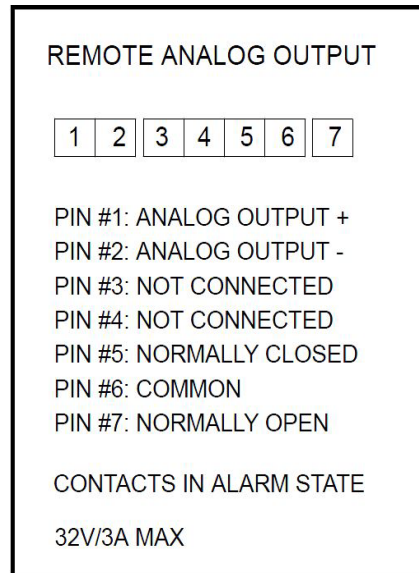 REMOTE ANALOG OUTPUT
1 2 3 4 5 6 7
PIN #1: ANALOG OUTPUT +
PIN #2: ANALOG OUTPUT -
PIN #3: NOT CONNECTED
PIN #4: NOT CONNECTED
PIN #5: NORMALLY CLOSED
PIN #6: COMMON
PIN #7: NORMALLY OPEN
CONTACTS IN ALARM STATE
32V/3A MAX